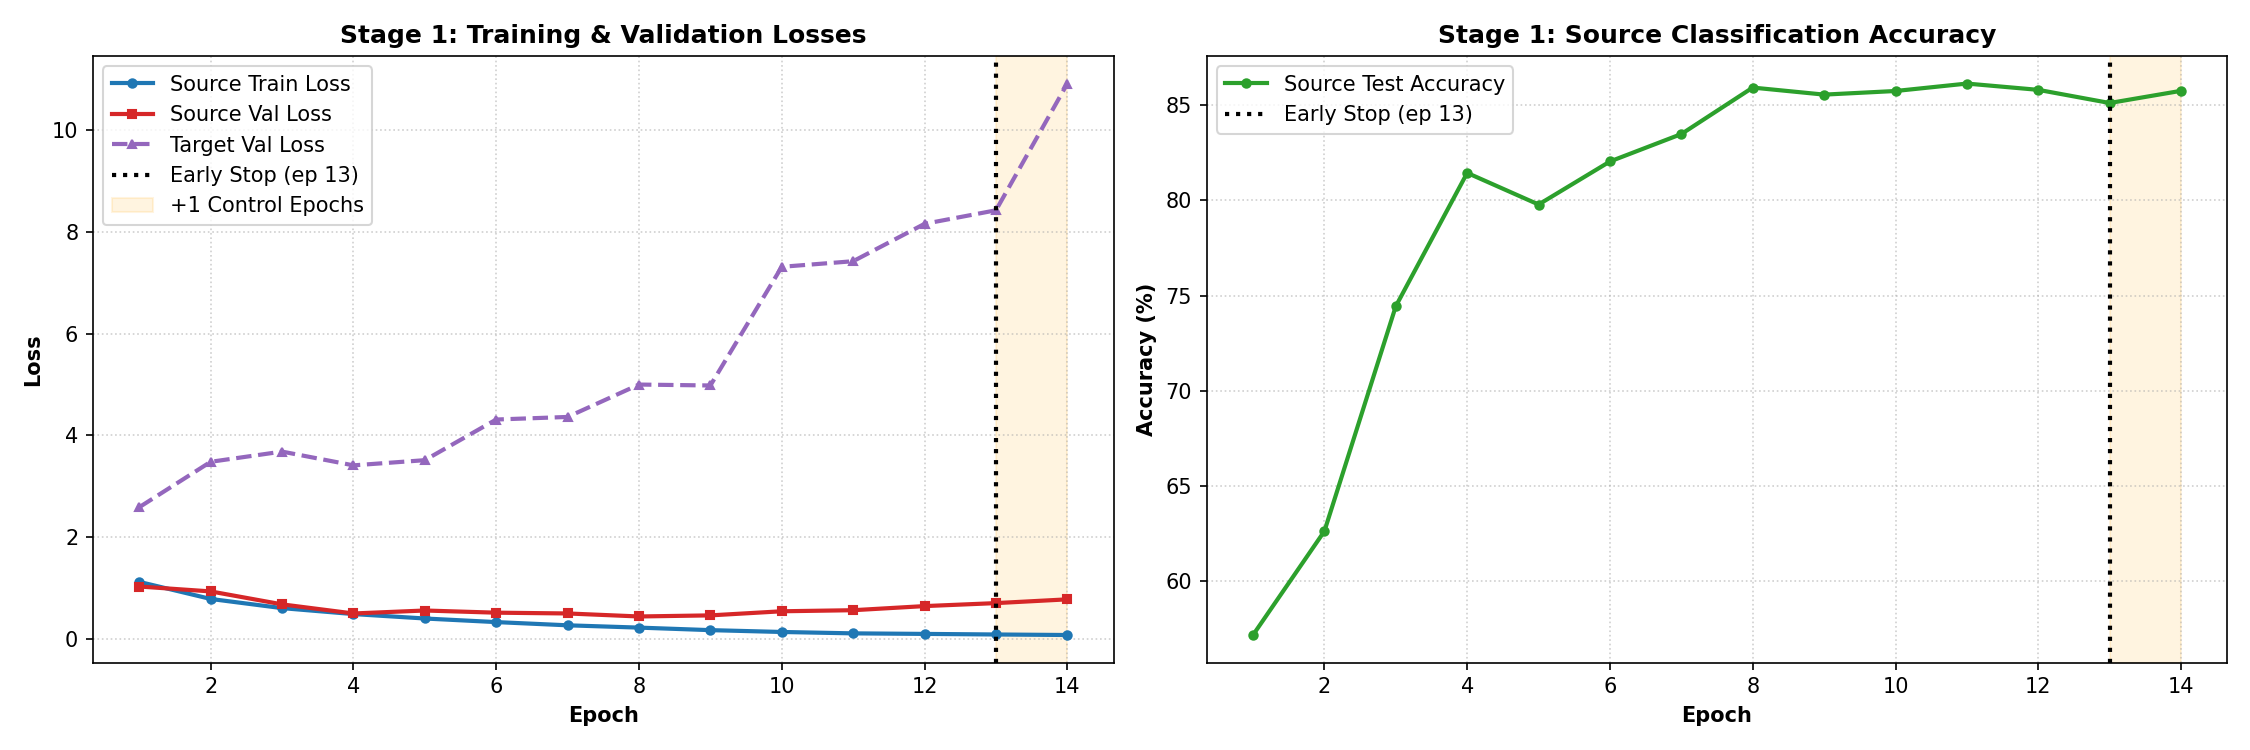 Stage 1: Training & Validation Losses
Source Train Loss
Source Val Loss
Target Val Loss
Early Stop (ep 13)
+1 Control Epochs
Loss
10
8
6
4
2
0
2
4
6
8
10
12
14
Epoch
Stage 1: Source Classification Accuracy
Source Test Accuracy
Early Stop (ep 13)
Accuracy (%)
85
80
75
70
65
60
2
4
6
8
10
12
14
Epoch